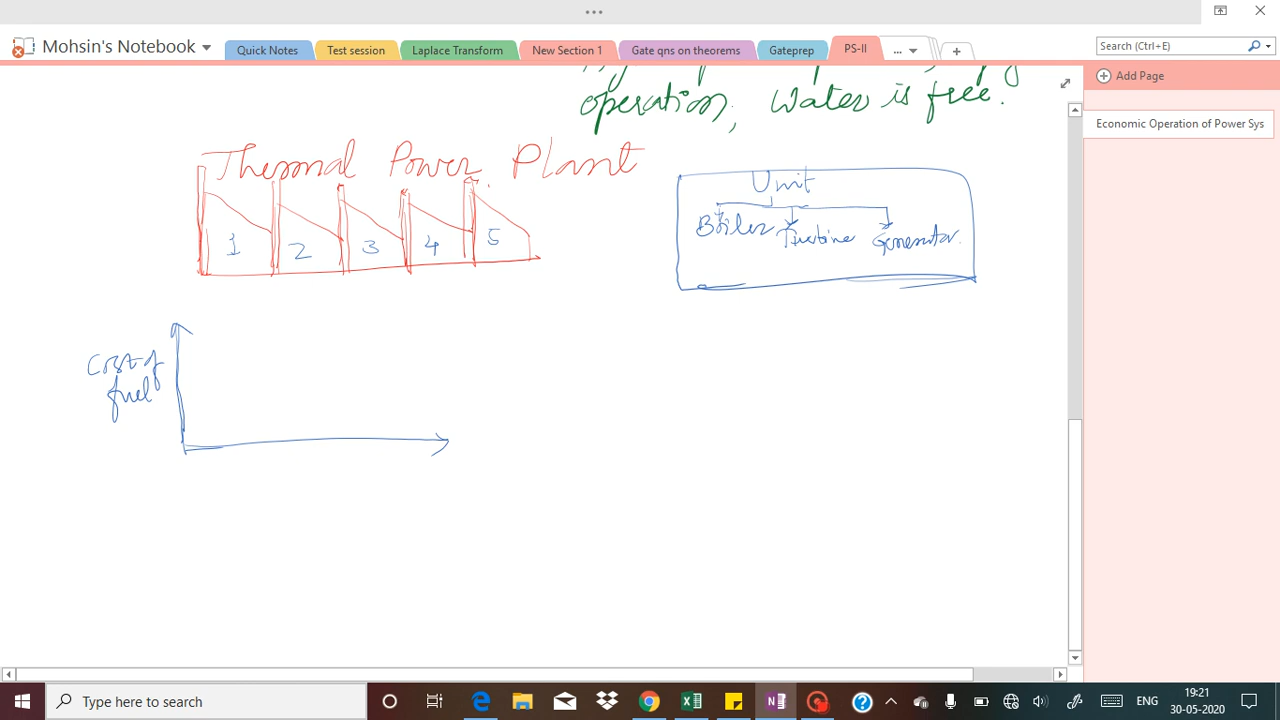 Mohsin's Notebook
Quick Notes
Test session
Laplace Transform
New Section 1
Gate qns on theorems
Gateprep
PS-II
...
Search (Ctrl+E)
Add Page
Economic Operation of Power Sys
operation, Water is free.
Thermal Power Plant
1 2 3 4 5
Unit
Boiler Turbine Generator
Cost of
fuel
Type here to search
ENG
19:21
30-05-2020